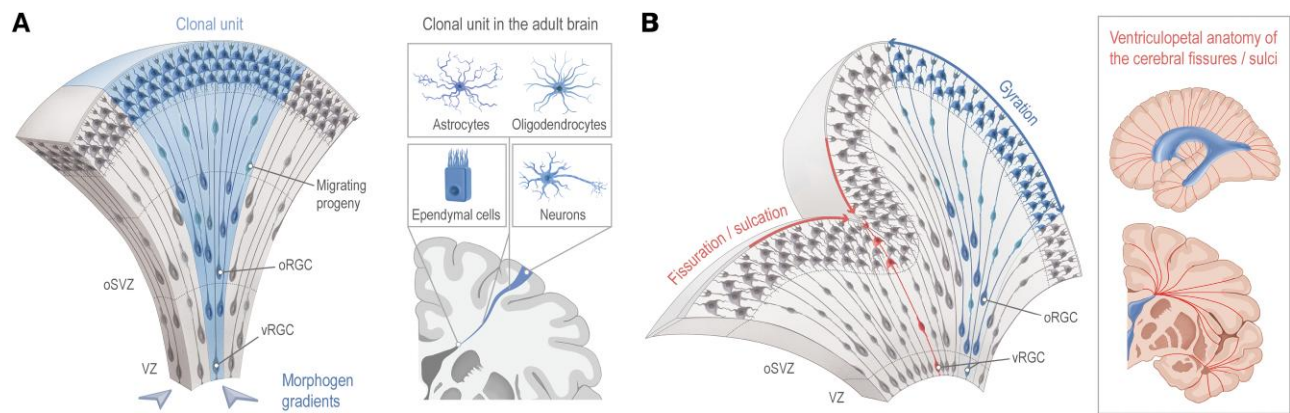 A
Clonal unit
Migrating
progeny
oRGC
oSVZ
vRGC
VZ
Morphogen
gradients
Clonal unit in the adult brain
Astrocytes
Oligodendrocytes
Ependymal cells
Neurons
B
Gyration
Fissuration / sulcation
oRGC
vRGC
oSVZ
VZ
Ventriculopetal anatomy of
the cerebral fissures / sulci